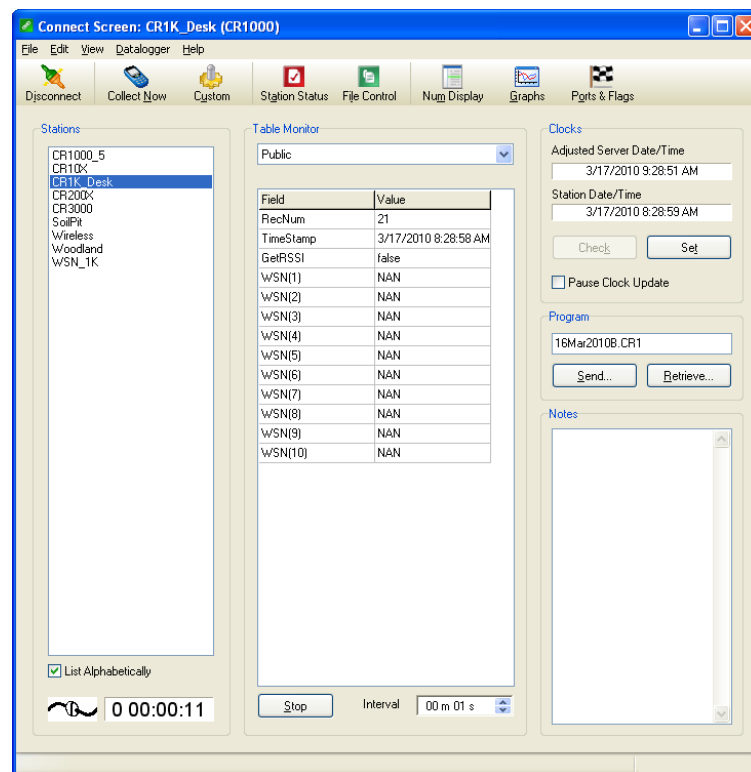 Connect Screen: CR1K_Desk (CR1000)
File Edit View Datalogger Help
Disconnect Collect Now Custom Station Status File Control Num Display Graphs Ports & Flags
Stations
CR1000_5
CR10X
CR1K_Desk
CR200X
CR3000
SoilPit
Wireless
Woodland
WSN_1K
List Alphabetically
0 00:00:11
Table Monitor
Public
Field Value
RecNum 21
TimeStamp 3/17/2010 8:28:58 AM
GetRSSI false
WSN(1) NAN
WSN(2) NAN
WSN(3) NAN
WSN(4) NAN
WSN(5) NAN
WSN(6) NAN
WSN(7) NAN
WSN(8) NAN
WSN(9) NAN
WSN(10) NAN
Stop Interval 00 m 01 s
Clocks
Adjusted Server Date/Time
3/17/2010 9:28:51 AM
Station Date/Time
3/17/2010 8:28:59 AM
Check Set
Pause Clock Update
Program
16Mar2010B.CR1
Send... Retrieve...
Notes